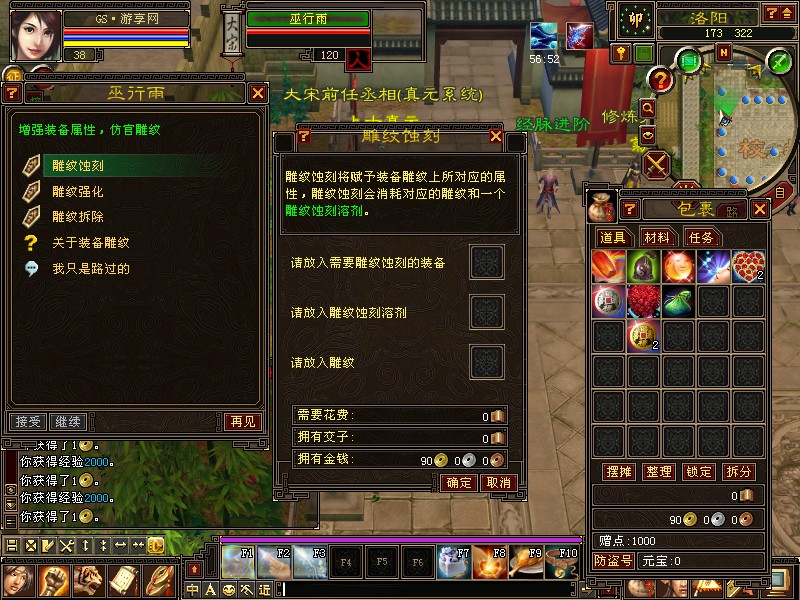 GS·游享网
38
巫行雨
120
大宋
56:52
卯
洛阳
173 322
N
大宋前任丞相(真元系统)
经脉进阶
修炼
自
巫行雨
增强装备属性，仿官雕纹
雕纹蚀刻
雕纹强化
雕纹拆除
关于装备雕纹
我只是路过的
接受
继续
再见
雕纹蚀刻
雕纹蚀刻将赋予装备雕纹上所对应的属
性，雕纹蚀刻会消耗对应的雕纹和一个
雕纹蚀刻溶剂。
请放入需要雕纹蚀刻的装备
请放入雕纹蚀刻溶剂
请放入雕纹
需要花费: 0
拥有交子: 0
拥有金钱: 90 0 0
确定
取消
包裹
路
道具
材料
任务
2
2
摆摊
整理
锁定
拆分
0
90 0 0
赠点:1000
防盗号
元宝:0
获得了1
你获得经验2000。
你获得了1。
你获得经验2000。
你获得了1。
F1 F2 F3 F4 F5 F6 F7 F8 F9 F10
中 A
近